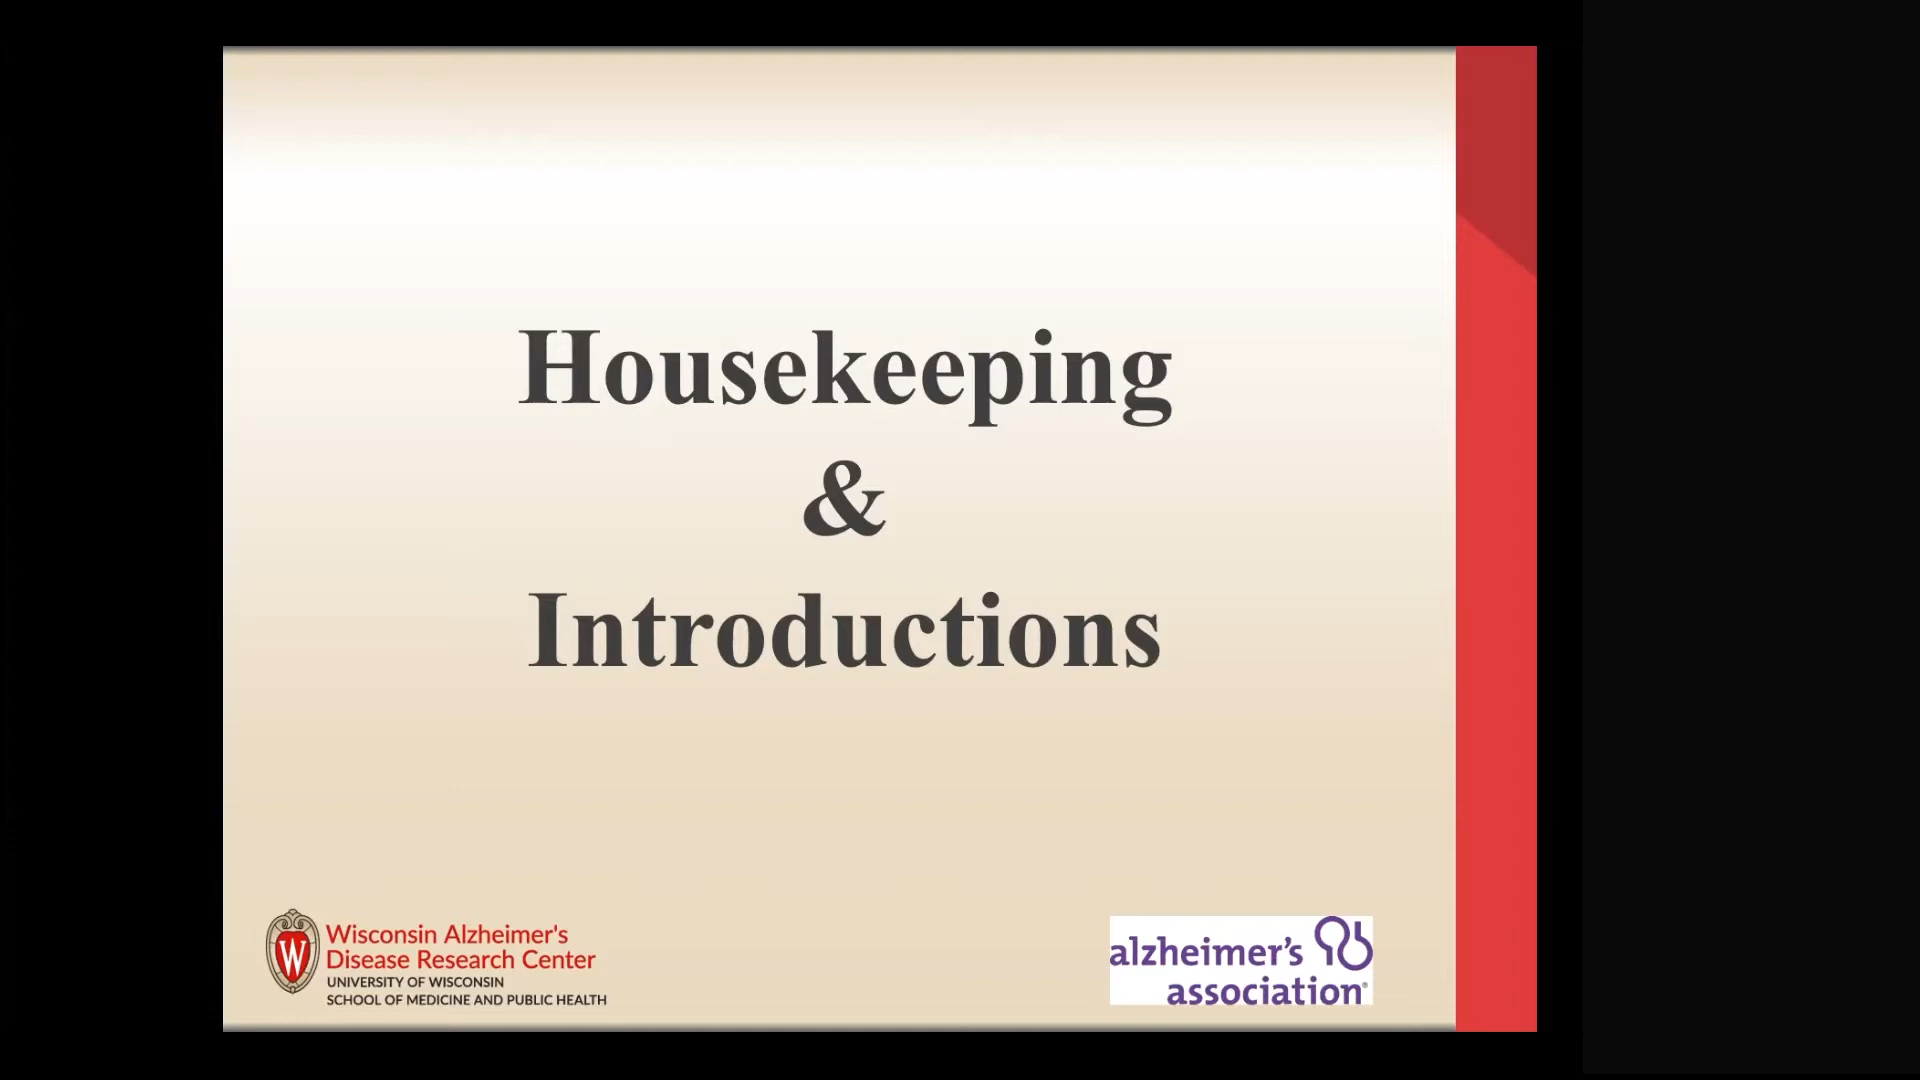 Housekeeping
&
Introductions
W
Wisconsin Alzheimer's
Disease Research Center
UNIVERSITY OF WISCONSIN
SCHOOL OF MEDICINE AND PUBLIC HEALTH
alzheimer's
association®